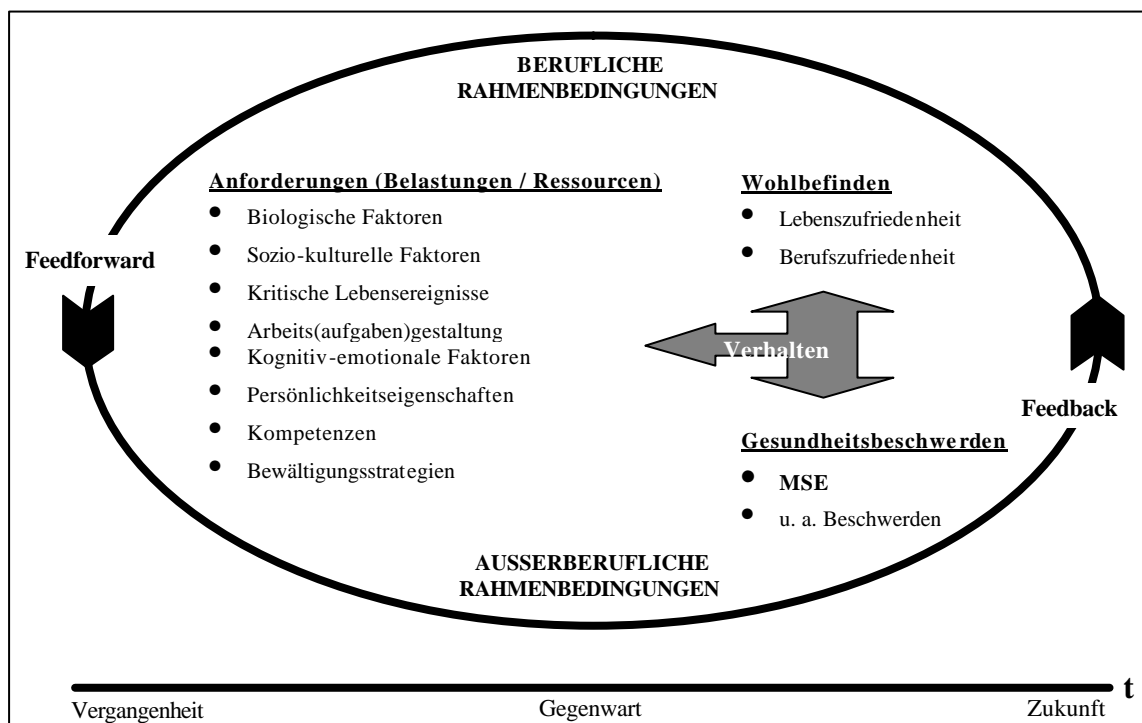 BERUFLICHE
RAHMENBEDINGUNGEN
Anforderungen (Belastungen / Ressourcen)
• Biologische Faktoren
• Sozio-kulturelle Faktoren
• Kritische Lebensereignisse
• Arbeits(aufgaben)gestaltung
• Kognitiv-emotionale Faktoren
• Persönlichkeitseigenschaften
• Kompetenzen
• Bewältigungsstrategien
Feedforward
Wohlbefinden
• Lebenszufriedenheit
• Berufszufriedenheit
Verhalten
Feedback
Gesundheitsbeschwerden
• MSE
• u. a. Beschwerden
AUSSERBERUFLICHE
RAHMENBEDINGUNGEN
t
Vergangenheit
Gegenwart
Zukunft